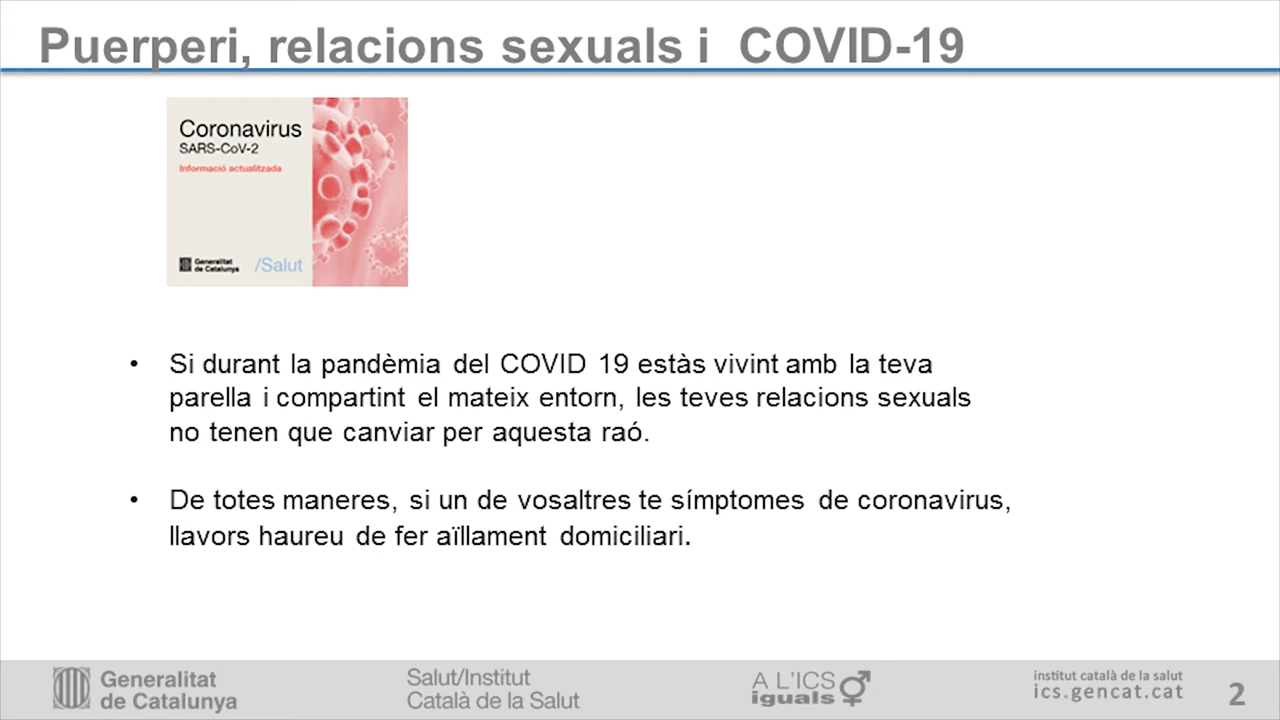 Puerperi, relacions sexuals i COVID-19
Coronavirus
SARS-CoV-2
Informació actualitzada
Generalitat
de Catalunya
/Salut
• Si durant la pandèmia del COVID 19 estàs vivint amb la teva
parella i compartint el mateix entorn, les teves relacions sexuals
no tenen que canviar per aquesta raó.
• De totes maneres, si un de vosaltres te símptomes de coronavirus,
llavors haureu de fer aïllament domiciliari.
Generalitat
de Catalunya
Salut/Institut
Català de la Salut
A L'ICS
iguals
institut català de la salut
ics.gencat.cat
2